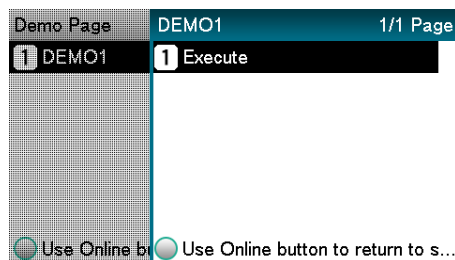 Demo Page
1 DEMO1
Use Online b
DEMO1 1/1 Page
1 Execute
Use Online button to return to s...